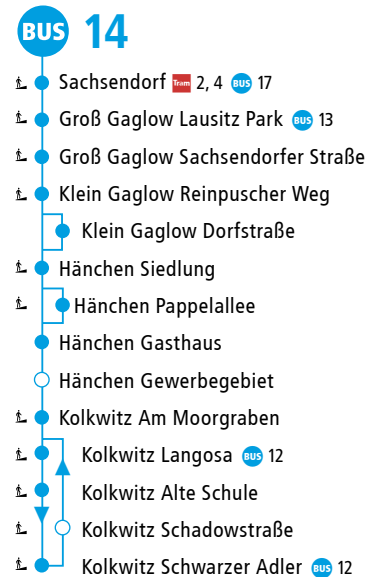 BUS 14
Sachsendorf Tram 2, 4 BUS 17
Groß Gaglow Lausitz Park BUS 13
Groß Gaglow Sachsendorfer Straße
Klein Gaglow Reinpuscher Weg
Klein Gaglow Dorfstraße
Hänchen Siedlung
Hänchen Pappelallee
Hänchen Gasthaus
Hänchen Gewerbegebiet
Kolkwitz Am Moorgraben
Kolkwitz Langosa BUS 12
Kolkwitz Alte Schule
Kolkwitz Schadowstraße
Kolkwitz Schwarzer Adler BUS 12